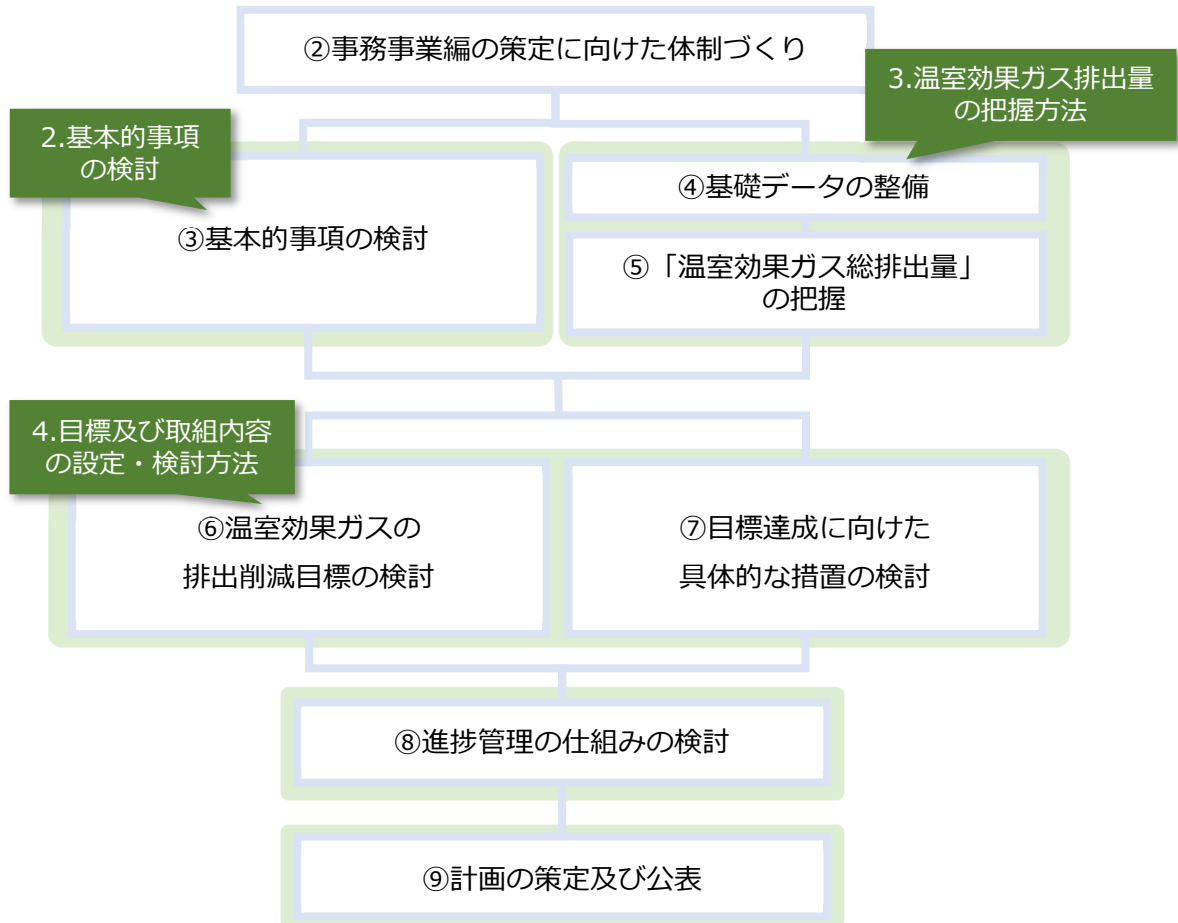 ②事務事業編の策定に向けた体制づくり
3.温室効果ガス排出量
の把握方法
2.基本的事項
の検討
③基本的事項の検討
④基礎データの整備
⑤「温室効果ガス総排出量」
の把握
4.目標及び取組内容
の設定・検討方法
⑥温室効果ガスの
排出削減目標の検討
⑦目標達成に向けた
具体的な措置の検討
⑧進捗管理の仕組みの検討
⑨計画の策定及び公表